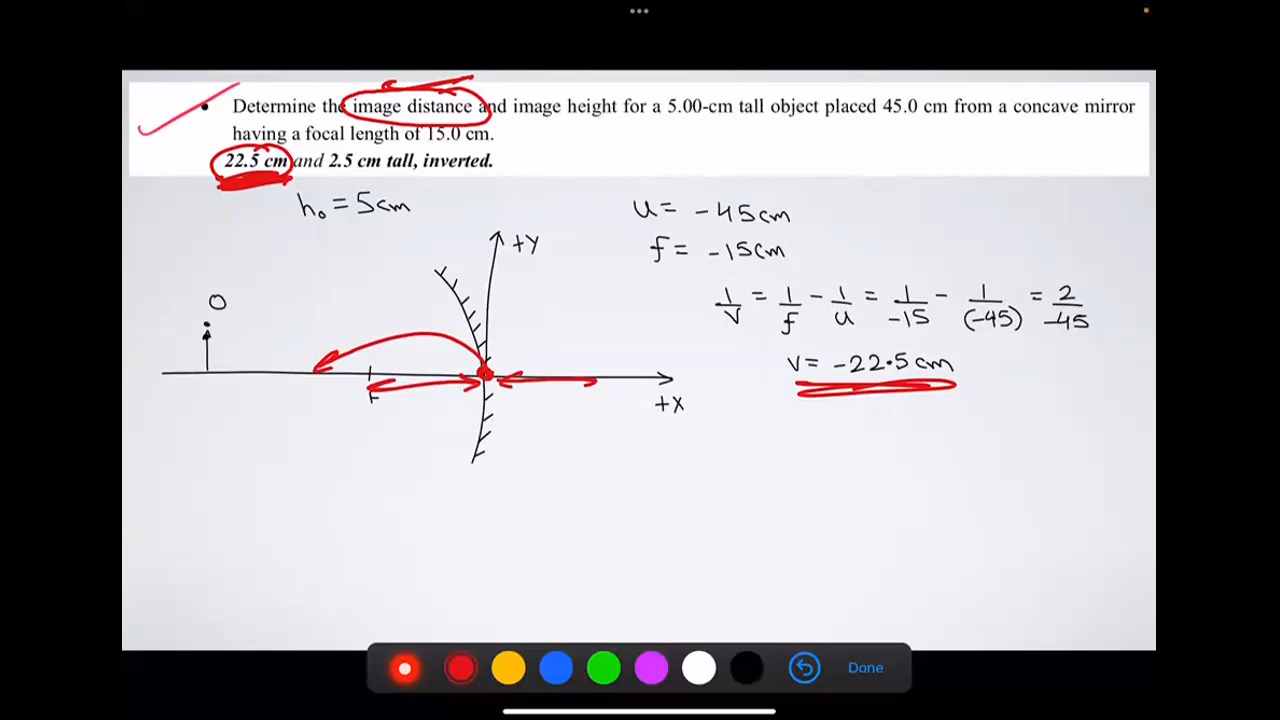 • Determine the image distance and image height for a 5.00-cm tall object placed 45.0 cm from a concave mirror
having a focal length of 15.0 cm.
22.5 cm and 2.5 cm tall, inverted.
h₀ = 5cm
u = -45cm
f = -15cm
+Y
O
1/v = 1/f - 1/u = 1/-15 - 1/(-45) = 2/-45
v = -22.5cm
F
+X
Done